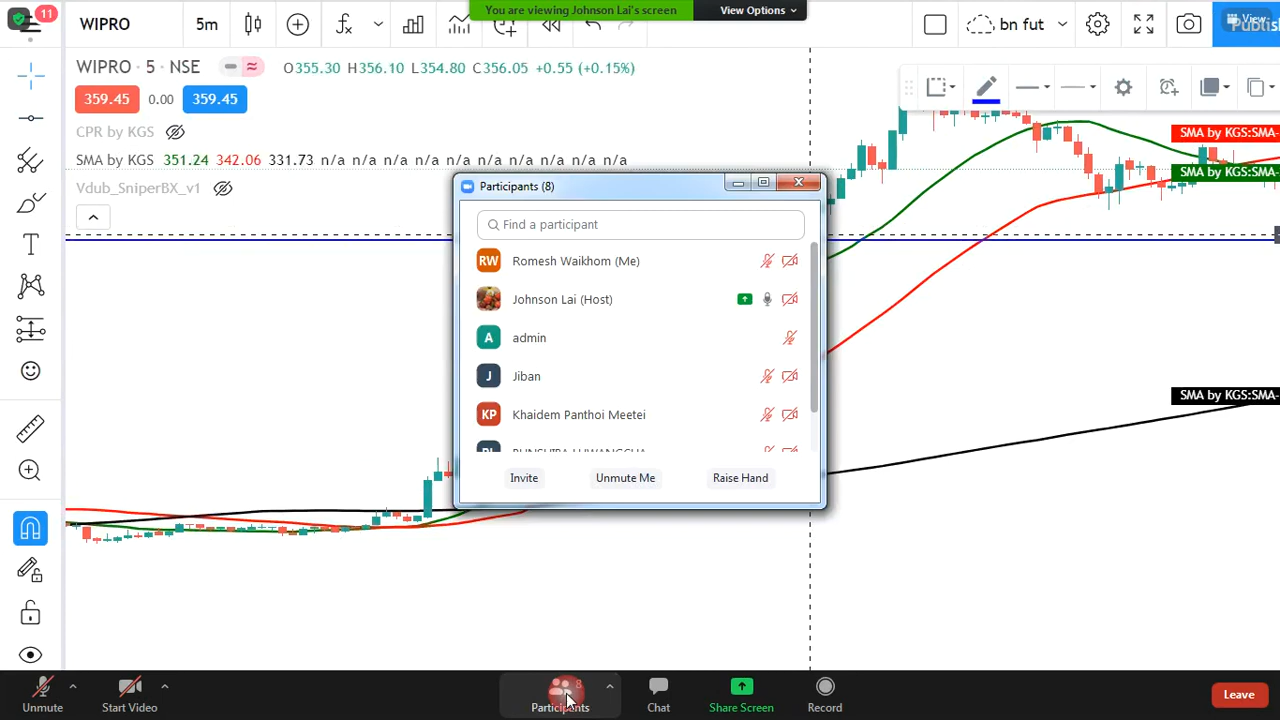 11
WIPRO
5m
You are viewing Johnson Lai's screen
View Options
bn fut
View
Publis
WIPRO · 5 · NSE
O355.30 H356.10 L354.80 C356.05 +0.55 (+0.15%)
359.45 0.00 359.45
CPR by KGS
SMA by KGS 351.24 342.06 331.73 n/a n/a n/a n/a n/a n/a n/a n/a n/a
Vdub_SniperBX_v1
SMA by KGS:SMA-
SMA by KGS:SMA-
SMA by KGS:SMA-
Participants (8)
Find a participant
RW Romesh Waikhom (Me)
Johnson Lai (Host)
A admin
J Jiban
KP Khaidem Panthoi Meetei
Invite
Unmute Me
Raise Hand
Unmute
Start Video
8
Participants
Chat
Share Screen
Record
Leave